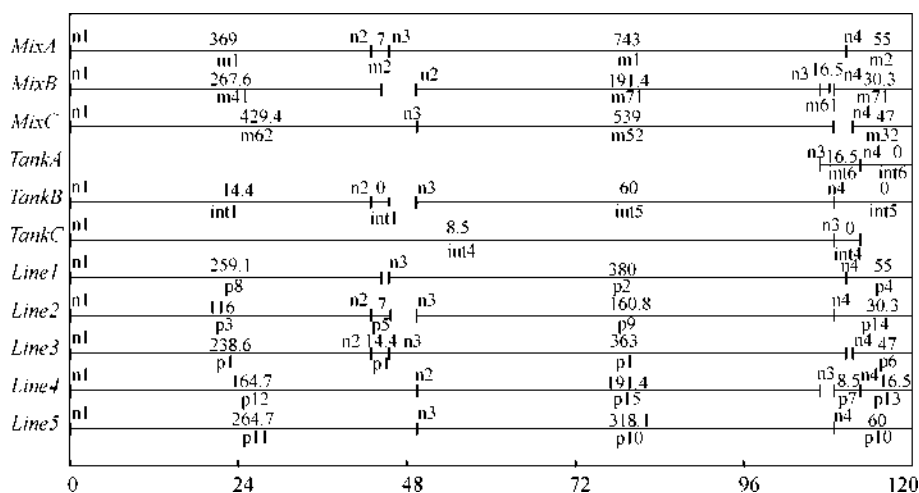 n1 369 n2 7 n3 743 n4 55
MixA
m1 m2 m1 m2
n1 267.6 n2 191.4 n3 16.5 n4 30.3
MixB
m41 m71 m61 m71
n1 429.4 n3 539 n4 47
MixC
m62 m52 m32
TankA n3 16.5 n4 0
int6 int6
n1 14.4 n2 0 n3 60 n4 0
TankB
int1 int1 int5 int5
n1 8.5 n3 0
TankC
int4 int4
n1 259.1 n3 380 n4 55
Line1
p8 p2 p4
n1 116 n2 7 n3 160.8 n4 30.3
Line2
p3 p5 p9 p14
n1 238.6 n2 14.4 n3 363 n4 47
Line3
p1 p1 p1 p6
n1 164.7 n2 191.4 n3 8.5 n4 16.5
Line4
p12 p15 p7 p13
n1 264.7 n3 318.1 n4 60
Line5
p11 p10 p10
0 24 48 72 96 120